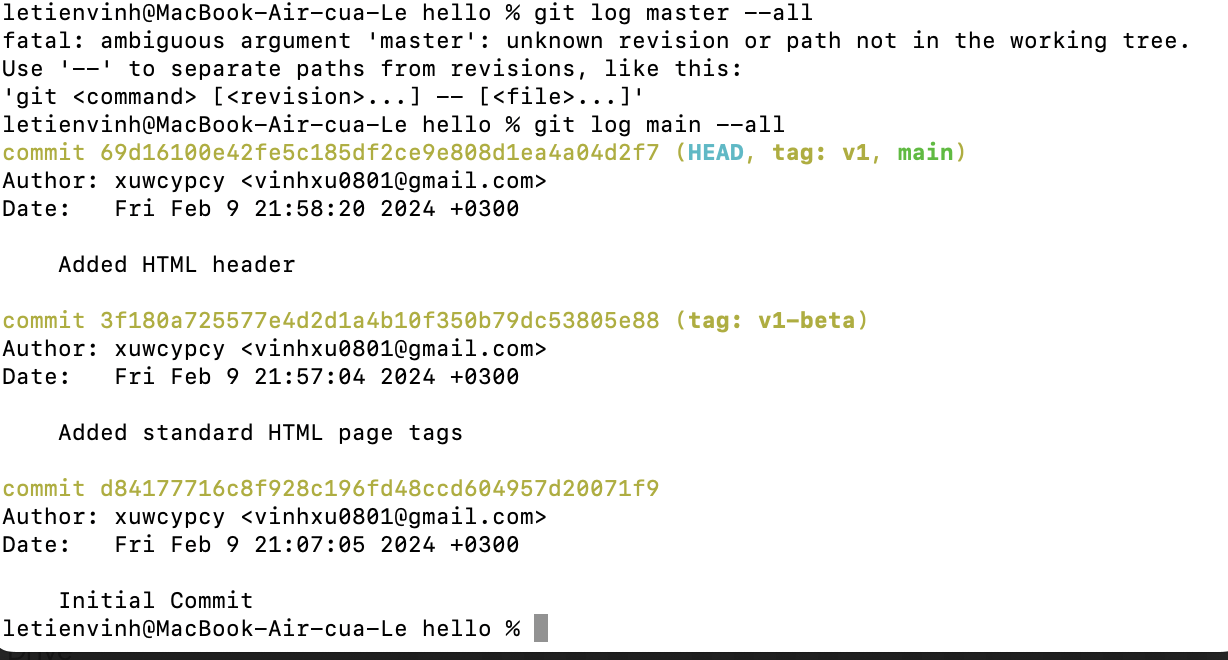 letienvinh@MacBook-Air-cua-Le hello % git log master --all
fatal: ambiguous argument 'master': unknown revision or path not in the working tree.
Use '--' to separate paths from revisions, like this:
'git <command> [<revision>...] -- [<file>...]'
letienvinh@MacBook-Air-cua-Le hello % git log main --all
commit 69d16100e42fe5c185df2ce9e808d1ea4a04d2f7 (HEAD, tag: v1, main)
Author: xuwcypcy <vinhxu0801@gmail.com>
Date:   Fri Feb 9 21:58:20 2024 +0300

    Added HTML header

commit 3f180a725577e4d2d1a4b10f350b79dc53805e88 (tag: v1-beta)
Author: xuwcypcy <vinhxu0801@gmail.com>
Date:   Fri Feb 9 21:57:04 2024 +0300

    Added standard HTML page tags

commit d84177716c8f928c196fd48ccd604957d20071f9
Author: xuwcypcy <vinhxu0801@gmail.com>
Date:   Fri Feb 9 21:07:05 2024 +0300

    Initial Commit
letienvinh@MacBook-Air-cua-Le hello %